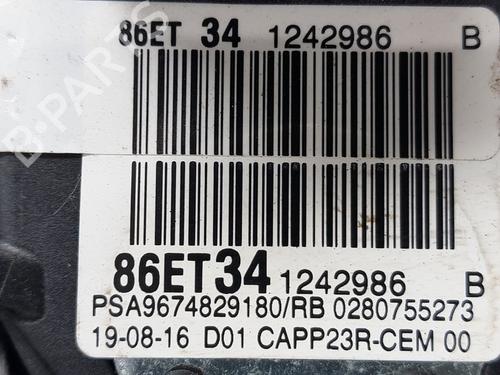 86ET 34 1242986 B
B-PARTS
86ET34 1242986 B
PSA9674829180/RB 0280755273
19-08-16 D01 CAPP23R-CEM 00